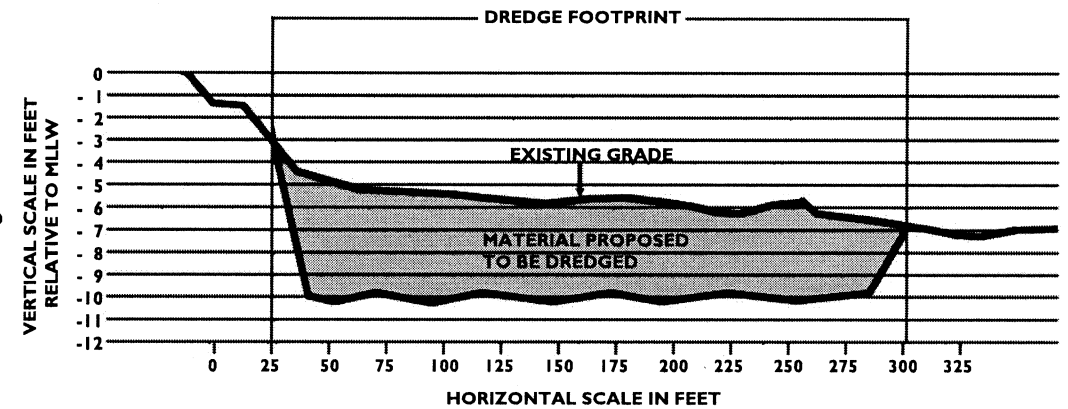 DREDGE FOOTPRINT
VERTICAL SCALE IN FEET
RELATIVE TO MLLW
0
- 1
- 2
- 3
- 4
- 5
- 6
- 7
- 8
- 9
-10
-11
-12
EXISTING GRADE
MATERIAL PROPOSED
TO BE DREDGED
0 25 50 75 100 125 150 175 200 225 250 275 300 325
HORIZONTAL SCALE IN FEET